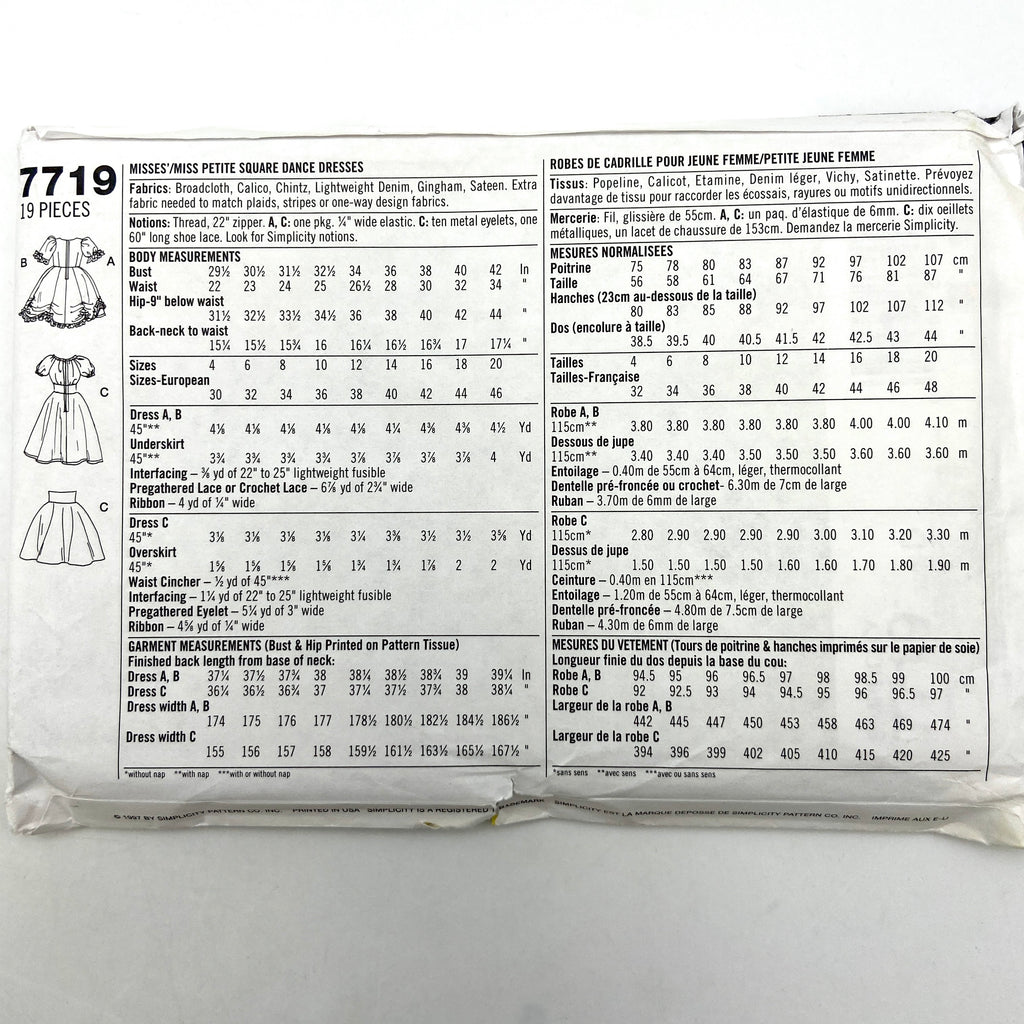 7719
19 PIECES
B
A
C
C
MISSES'/MISS PETITE SQUARE DANCE DRESSES
Fabrics: Broadcloth, Calico, Chintz, Lightweight Denim, Gingham, Sateen. Extra
fabric needed to match plaids, stripes or one-way design fabrics.
Notions: Thread, 22" zipper. A, C: one pkg. ¼" wide elastic. C: ten metal eyelets, one
60" long shoe lace. Look for Simplicity notions.
BODY MEASUREMENTS
Bust 29½ 30½ 31½ 32½ 34 36 38 40 42 In
Waist 22 23 24 25 26½ 28 30 32 34 "
Hip-9" below waist
31½ 32½ 33½ 34½ 36 38 40 42 44 "
Back-neck to waist
15¼ 15½ 15¾ 16 16¼ 16½ 16¾ 17 17¼ "
Sizes 4 6 8 10 12 14 16 18 20
Sizes-European
30 32 34 36 38 40 42 44 46
Dress A, B
45"** 4⅛ 4⅛ 4⅛ 4⅛ 4⅛ 4¼ 4⅜ 4⅜ 4½ Yd
Underskirt
45"** 3¾ 3¾ 3¾ 3¾ 3⅞ 3⅞ 3⅞ 3⅞ 4 Yd
Interfacing – ⅜ yd of 22" to 25" lightweight fusible
Pregathered Lace or Crochet Lace – 6⅞ yd of 2¾" wide
Ribbon – 4 yd of ¼" wide
Dress C
45"* 3⅛ 3⅛ 3⅛ 3⅛ 3¼ 3⅜ 3½ 3½ 3⅝ Yd
Overskirt
45"* 1⅝ 1⅝ 1⅝ 1⅝ 1¾ 1¾ 1⅞ 2 2 Yd
Waist Cincher – ½ yd of 45"***
Interfacing – 1¼ yd of 22" to 25" lightweight fusible
Pregathered Eyelet – 5¼ yd of 3" wide
Ribbon – 4⅝ yd of ¼" wide
GARMENT MEASUREMENTS (Bust & Hip Printed on Pattern Tissue)
Finished back length from base of neck:
Dress A, B 37¼ 37½ 37¾ 38 38¼ 38½ 38¾ 39 39¼ In
Dress C 36¼ 36½ 36¾ 37 37¼ 37½ 37¾ 38 38¼ "
Dress width A, B
174 175 176 177 178½ 180½ 182½ 184½ 186½ "
Dress width C
155 156 157 158 159½ 161½ 163½ 165½ 167½ "
*without nap **with nap ***with or without nap
ROBES DE CADRILLE POUR JEUNE FEMME/PETITE JEUNE FEMME
Tissus: Popeline, Calicot, Etamine, Denim léger, Vichy, Satinette. Prévoyez
davantage de tissu pour raccorder les écossais, rayures ou motifs unidirectionnels.
Mercerie: Fil, glissière de 55cm. A, C: un paq. d'élastique de 6mm. C: dix oeillets
métalliques, un lacet de chaussure de 153cm. Demandez la mercerie Simplicity.
MESURES NORMALISEES
Poitrine 75 78 80 83 87 92 97 102 107 cm
Taille 56 58 61 64 67 71 76 81 87 "
Hanches (23cm au-dessous de la taille)
80 83 85 88 92 97 102 107 112 "
Dos (encolure à taille)
38.5 39.5 40 40.5 41.5 42 42.5 43 44 "
Tailles 4 6 8 10 12 14 16 18 20
Tailles-Française
32 34 36 38 40 42 44 46 48
Robe A, B
115cm** 3.80 3.80 3.80 3.80 3.80 3.80 4.00 4.00 4.10 m
Dessous de jupe
115cm** 3.40 3.40 3.40 3.50 3.50 3.50 3.60 3.60 3.60 m
Entoilage – 0.40m de 55cm à 64cm, léger, thermocollant
Dentelle pré-froncée ou crochet- 6.30m de 7cm de large
Ruban – 3.70m de 6mm de large
Robe C
115cm* 2.80 2.90 2.90 2.90 2.90 3.00 3.10 3.20 3.30 m
Dessus de jupe
115cm* 1.50 1.50 1.50 1.60 1.60 1.60 1.70 1.80 1.90 m
Ceinture – 0.40m en 115cm***
Entoilage – 1.20m de 55cm à 64cm, léger, thermocollant
Dentelle pré-froncée – 4.80m de 7.5cm de large
Ruban – 4.30m de 6mm de large
MESURES DU VETEMENT (Tours de poitrine & hanches imprimés sur le papier de soie)
Longueur finie du dos depuis la base du cou:
Robe A, B 94.5 95 96 96.5 97 98 98.5 99 100 cm
Robe C 92 92.5 93 94 94.5 95 96 96.5 97 "
Largeur de la robe A, B
442 445 447 450 453 458 463 469 474 "
Largeur de la robe C
394 396 399 402 405 410 415 420 425 "
*sans sens **avec sens ***avec ou sans sens
© 1997 BY SIMPLICITY PATTERN CO. INC. PRINTED IN USA SIMPLICITY IS A REGISTERED TRADEMARK SIMPLICITY EST LA MARQUE DEPOSEE DE SIMPLICITY PATTERN CO. INC. IMPRIME AUX E-U